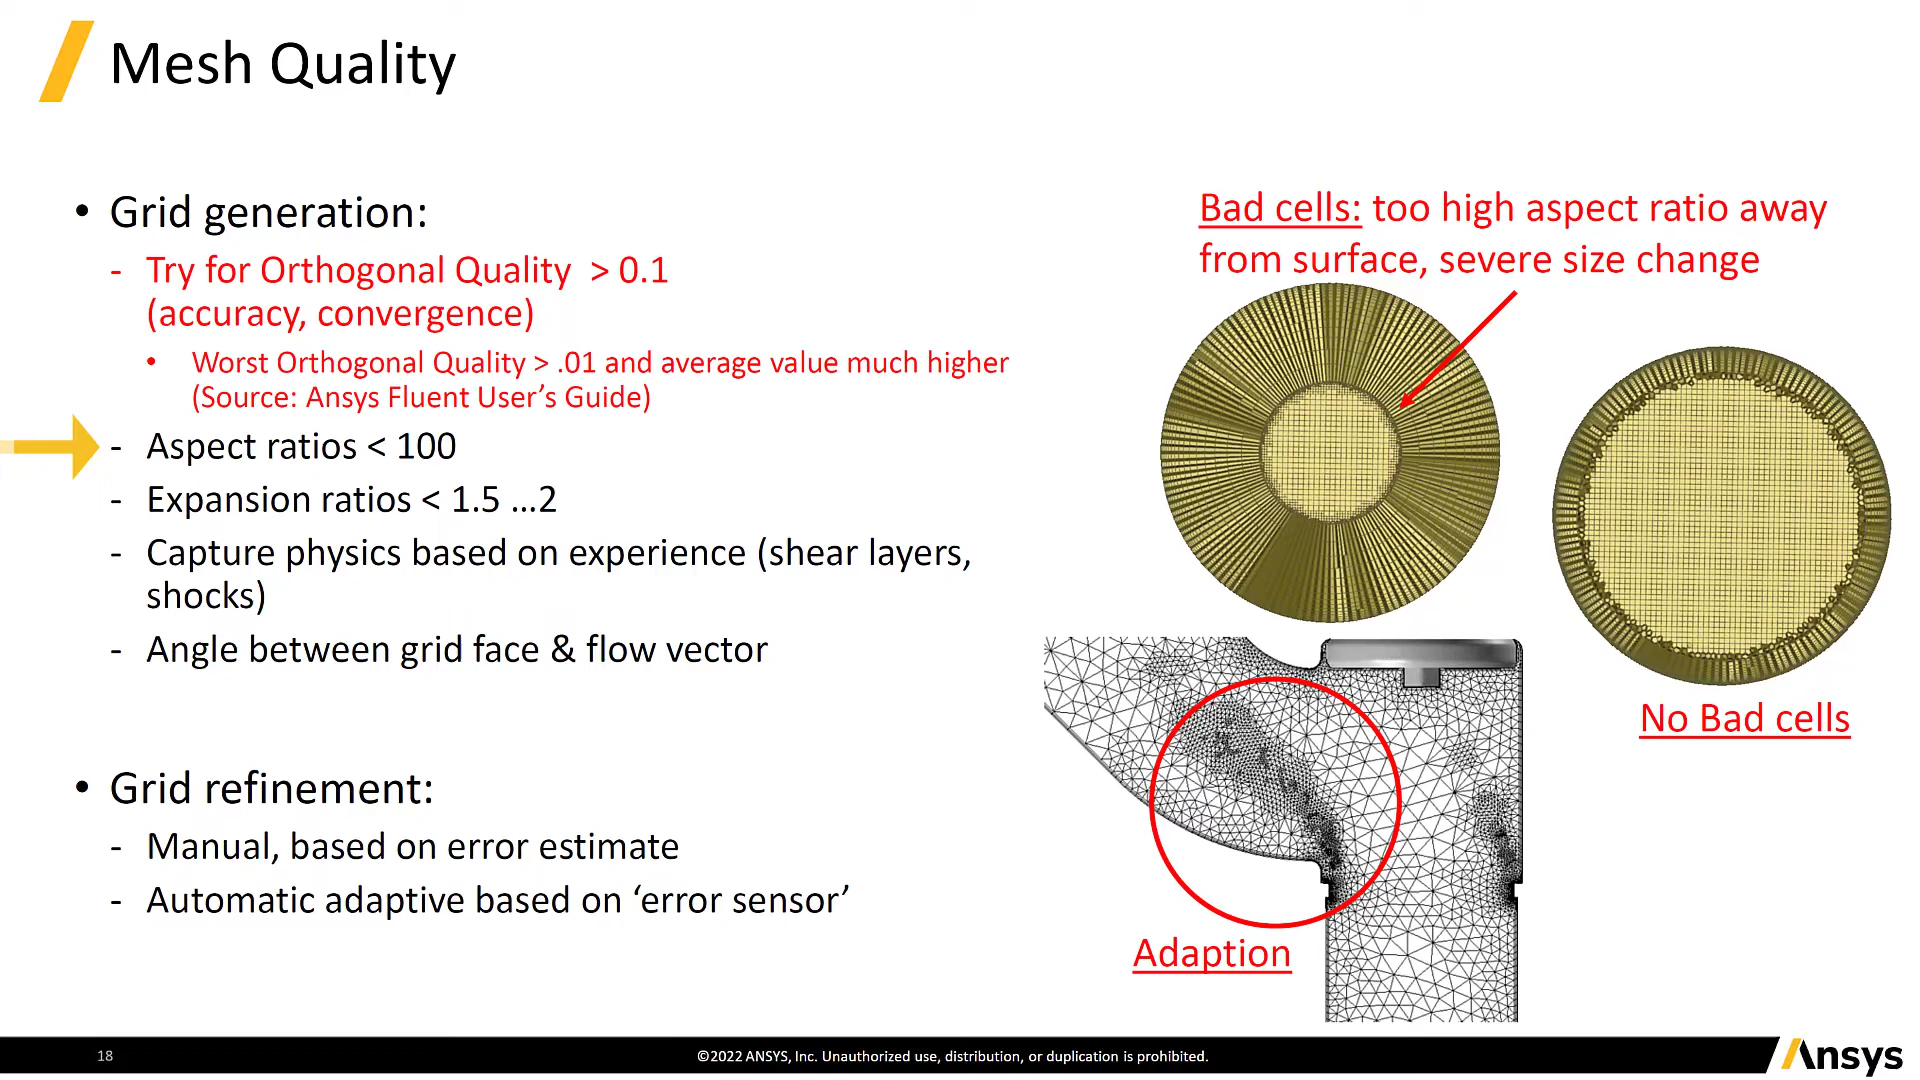 Mesh Quality
• Grid generation:
- Try for Orthogonal Quality > 0.1
(accuracy, convergence)
• Worst Orthogonal Quality > .01 and average value much higher
(Source: Ansys Fluent User’s Guide)
- Aspect ratios < 100
- Expansion ratios < 1.5 …2
- Capture physics based on experience (shear layers,
shocks)
- Angle between grid face & flow vector
• Grid refinement:
- Manual, based on error estimate
- Automatic adaptive based on ‘error sensor’
Bad cells: too high aspect ratio away
from surface, severe size change
No Bad cells
Adaption
18
©2022 ANSYS, Inc. Unauthorized use, distribution, or duplication is prohibited.
Ansys